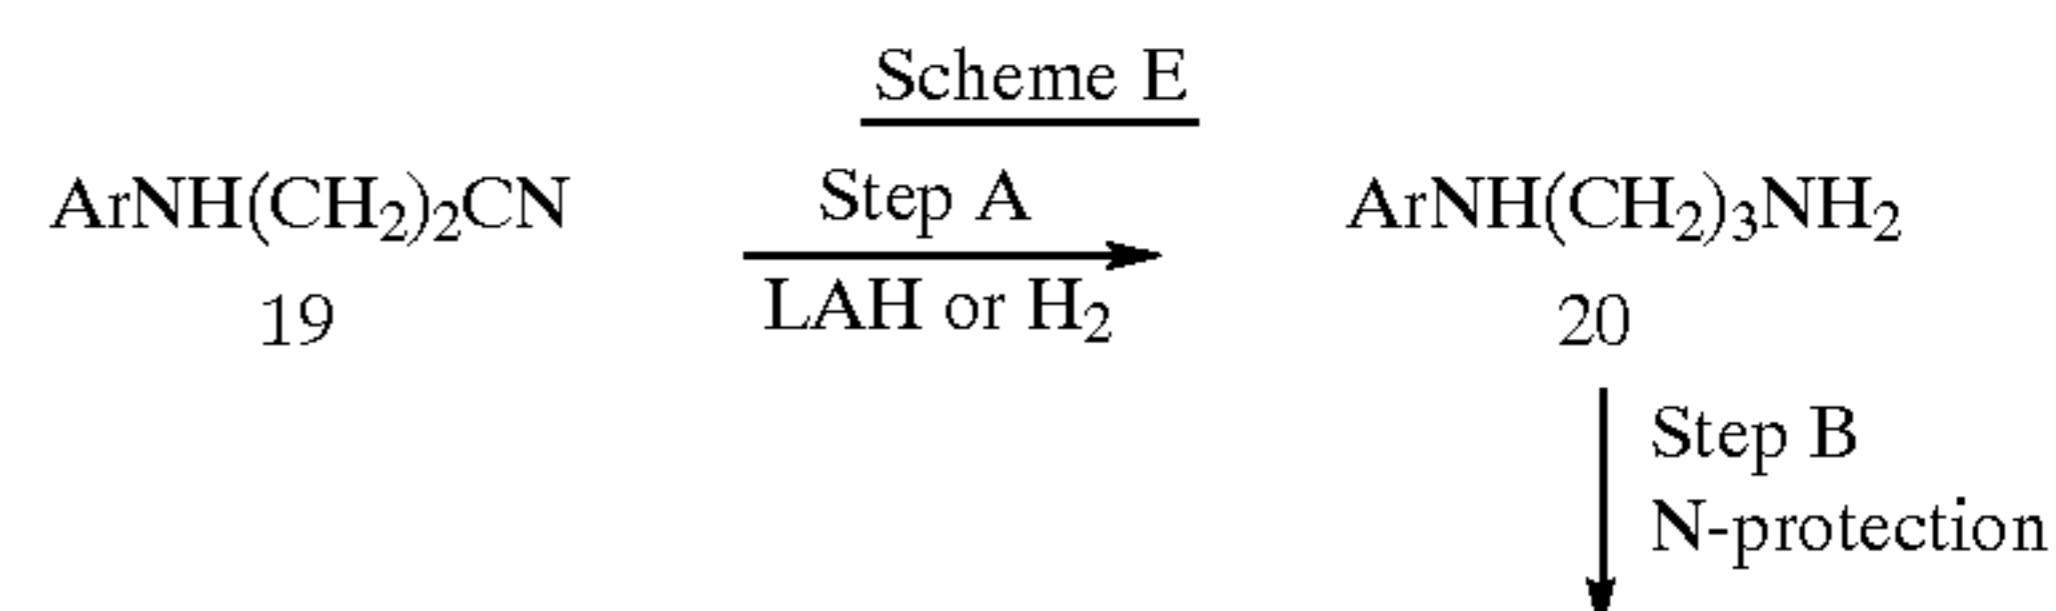 Scheme E
ArNH(CH2)2CN
Step A
LAH or H2
ArNH(CH2)3NH2
19
20
Step B
N-protection